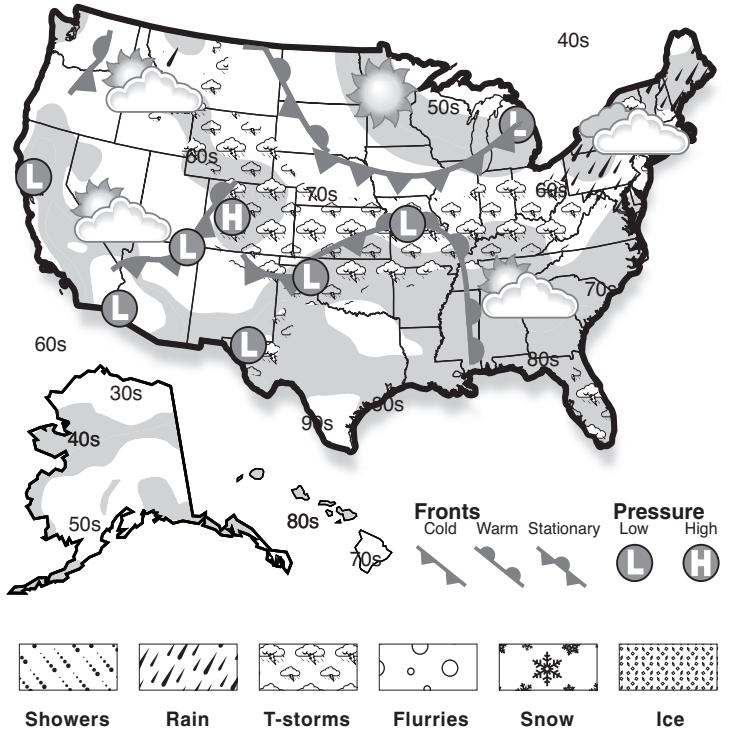 40s
50s
L
60s
L
70s
60s
H
L
L
L
70s
L
60s
L
80s
30s
90s
90s
40s
50s
80s
70s
Fronts
Cold Warm Stationary
Pressure
Low High
L H
Showers Rain T-storms Flurries Snow Ice